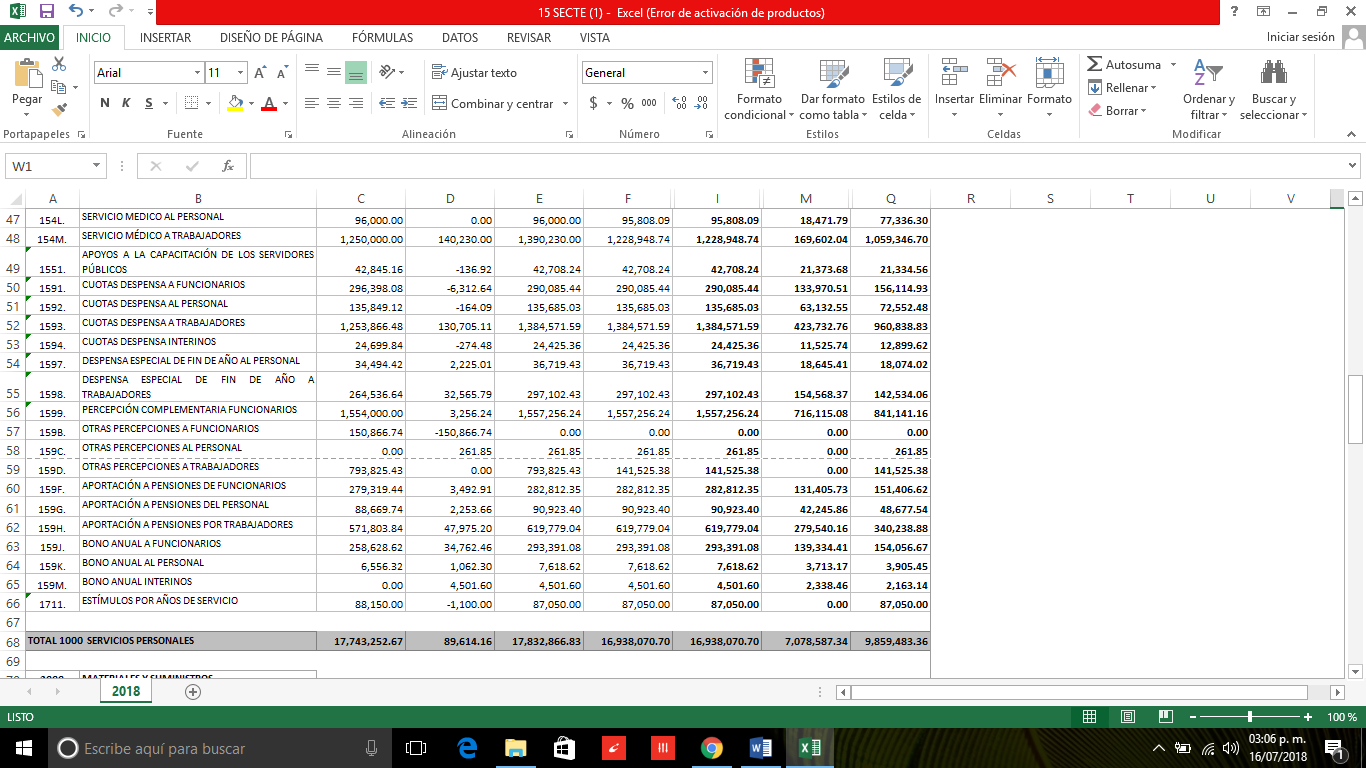 15 SECTE (1) - Excel (Error de activación de productos)
ARCHIVO INICIO INSERTAR DISEÑO DE PÁGINA FÓRMULAS DATOS REVISAR VISTA Iniciar sesión
Pegar
Portapapeles
Arial 11
N K S
Fuente
Ajustar texto
Combinar y centrar
Alineación
General
$ % 000
Número
Formato condicional
Dar formato como tabla
Estilos de celda
Estilos
Insertar Eliminar Formato
Celdas
Autosuma
Rellenar
Borrar
Ordenar y filtrar
Buscar y seleccionar
Modificar
W1 fx
A B C D E F I M Q R S T U V
47 154L. SERVICIO MEDICO AL PERSONAL 96,000.00 0.00 96,000.00 95,808.09 95,808.09 18,471.79 77,336.30
48 154M. SERVICIO MÉDICO A TRABAJADORES 1,250,000.00 140,230.00 1,390,230.00 1,228,948.74 1,228,948.74 169,602.04 1,059,346.70
49 1551. APOYOS A LA CAPACITACIÓN DE LOS SERVIDORES PÚBLICOS 42,845.16 -136.92 42,708.24 42,708.24 42,708.24 21,373.68 21,334.56
50 1591. CUOTAS DESPENSA A FUNCIONARIOS 296,398.08 -6,312.64 290,085.44 290,085.44 290,085.44 133,970.51 156,114.93
51 1592. CUOTAS DESPENSA AL PERSONAL 135,849.12 -164.09 135,685.03 135,685.03 135,685.03 63,132.55 72,552.48
52 1593. CUOTAS DESPENSA A TRABAJADORES 1,253,866.48 130,705.11 1,384,571.59 1,384,571.59 1,384,571.59 423,732.76 960,838.83
53 1594. CUOTAS DESPENSA INTERINOS 24,699.84 -274.48 24,425.36 24,425.36 24,425.36 11,525.74 12,899.62
54 1597. DESPENSA ESPECIAL DE FIN DE AÑO AL PERSONAL 34,494.42 2,225.01 36,719.43 36,719.43 36,719.43 18,645.41 18,074.02
55 1598. DESPENSA ESPECIAL DE FIN DE AÑO A TRABAJADORES 264,536.64 32,565.79 297,102.43 297,102.43 297,102.43 154,568.37 142,534.06
56 1599. PERCEPCIÓN COMPLEMENTARIA FUNCIONARIOS 1,554,000.00 3,256.24 1,557,256.24 1,557,256.24 1,557,256.24 716,115.08 841,141.16
57 159B. OTRAS PERCEPCIONES A FUNCIONARIOS 150,866.74 -150,866.74 0.00 0.00 0.00 0.00 0.00
58 159C. OTRAS PERCEPCIONES AL PERSONAL 0.00 261.85 261.85 261.85 261.85 0.00 261.85
59 159D. OTRAS PERCEPCIONES A TRABAJADORES 793,825.43 0.00 793,825.43 141,525.38 141,525.38 0.00 141,525.38
60 159F. APORTACIÓN A PENSIONES DE FUNCIONARIOS 279,319.44 3,492.91 282,812.35 282,812.35 282,812.35 131,405.73 151,406.62
61 159G. APORTACIÓN A PENSIONES DEL PERSONAL 88,669.74 2,253.66 90,923.40 90,923.40 90,923.40 42,245.86 48,677.54
62 159H. APORTACIÓN A PENSIONES POR TRABAJADORES 571,803.84 47,975.20 619,779.04 619,779.04 619,779.04 279,540.16 340,238.88
63 159J. BONO ANUAL A FUNCIONARIOS 258,628.62 34,762.46 293,391.08 293,391.08 293,391.08 139,334.41 154,056.67
64 159K. BONO ANUAL AL PERSONAL 6,556.32 1,062.30 7,618.62 7,618.62 7,618.62 3,713.17 3,905.45
65 159M. BONO ANUAL INTERINOS 0.00 4,501.60 4,501.60 4,501.60 4,501.60 2,338.46 2,163.14
66 1711. ESTÍMULOS POR AÑOS DE SERVICIO 88,150.00 -1,100.00 87,050.00 87,050.00 87,050.00 0.00 87,050.00
67
68 TOTAL 1000 SERVICIOS PERSONALES 17,743,252.67 89,614.16 17,832,866.83 16,938,070.70 16,938,070.70 7,078,587.34 9,859,483.36
69
MATERIALES Y SUMINISTROS
2018
LISTO 100 %
Escribe aquí para buscar
03:06 p. m.
16/07/2018
1